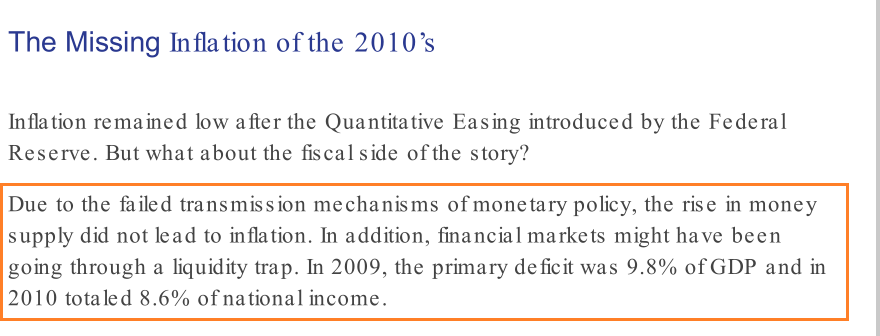 The Missing Inflation of the 2010's
Inflation remained low after the Quantitative Easing introduced by the Federal
Reserve. But what about the fiscal side of the story?
Due to the failed transmission mechanisms of monetary policy, the rise in money
supply did not lead to inflation. In addition, financial markets might have been
going through a liquidity trap. In 2009, the primary deficit was 9.8% of GDP and in
2010 totaled 8.6% of national income.